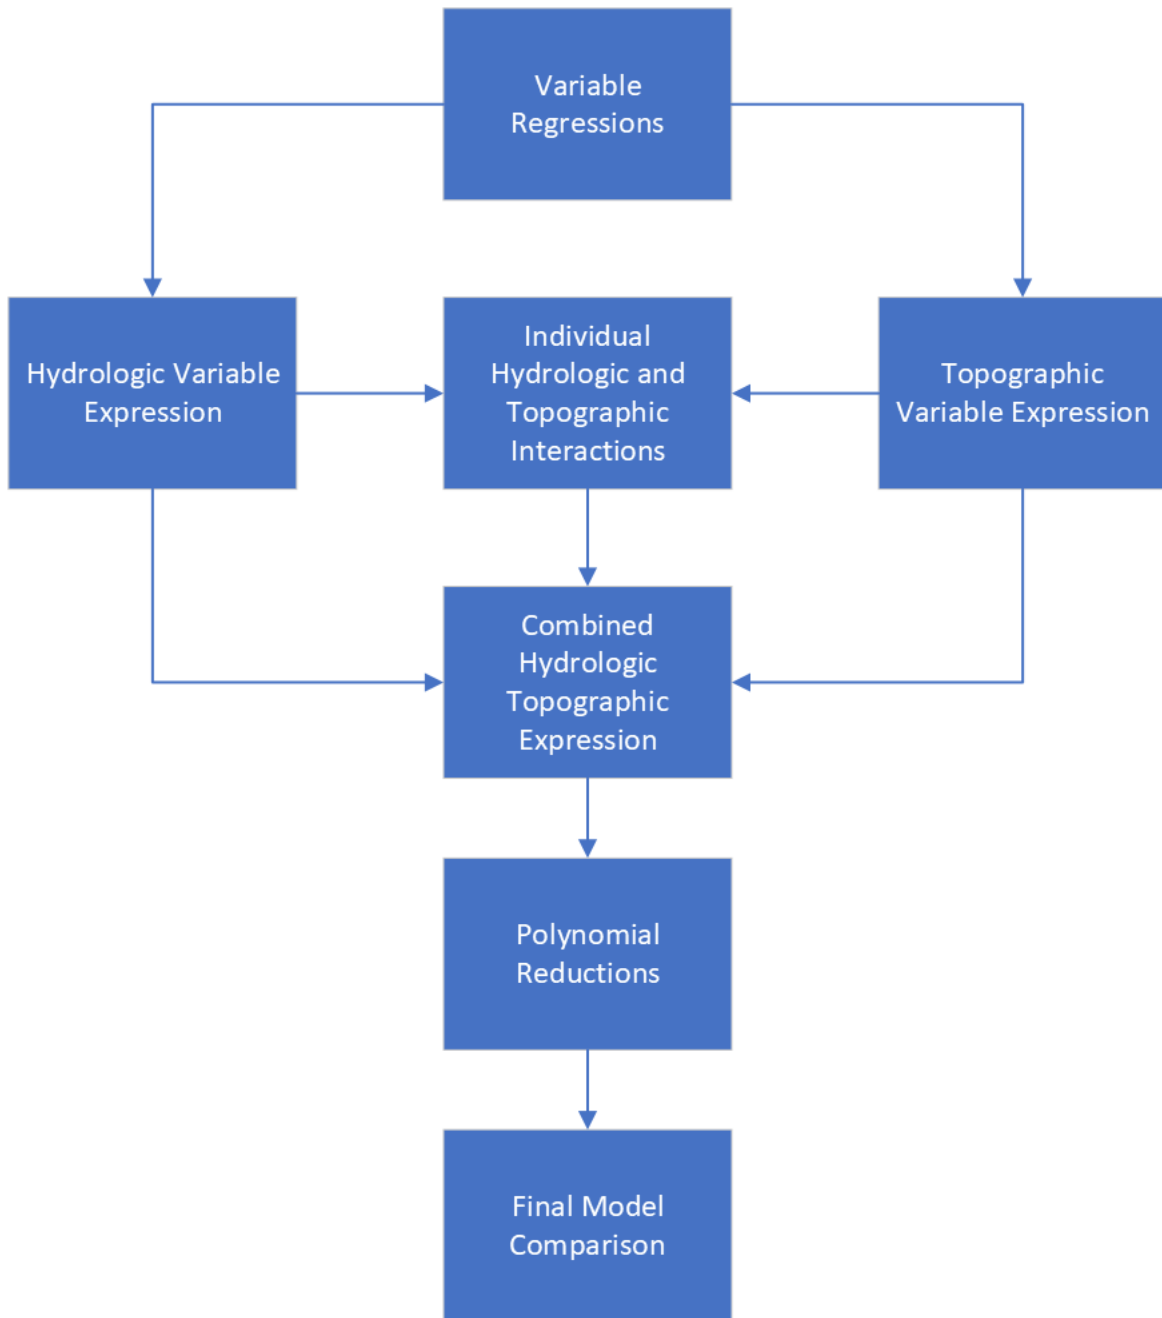 Variable
Regressions
Hydrologic Variable
Expression
Individual
Hydrologic and
Topographic
Interactions
Topographic
Variable Expression
Combined
Hydrologic
Topographic
Expression
Polynomial
Reductions
Final Model
Comparison